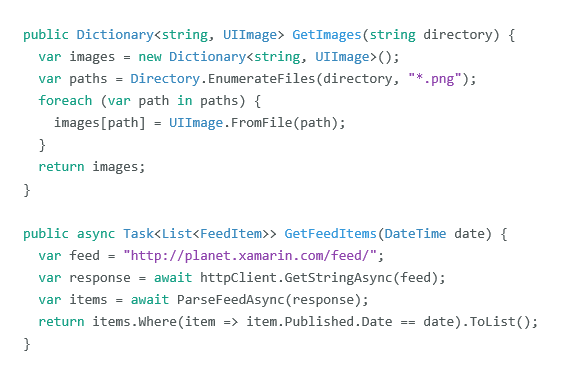 public Dictionary<string, UIImage> GetImages(string directory) {
  var images = new Dictionary<string, UIImage>();
  var paths = Directory.EnumerateFiles(directory, "*.png");
  foreach (var path in paths) {
    images[path] = UIImage.FromFile(path);
  }
  return images;
}

public async Task<List<FeedItem>> GetFeedItems(DateTime date) {
  var feed = "http://planet.xamarin.com/feed/";
  var response = await httpClient.GetStringAsync(feed);
  var items = await ParseFeedAsync(response);
  return items.Where(item => item.Published.Date == date).ToList();
}